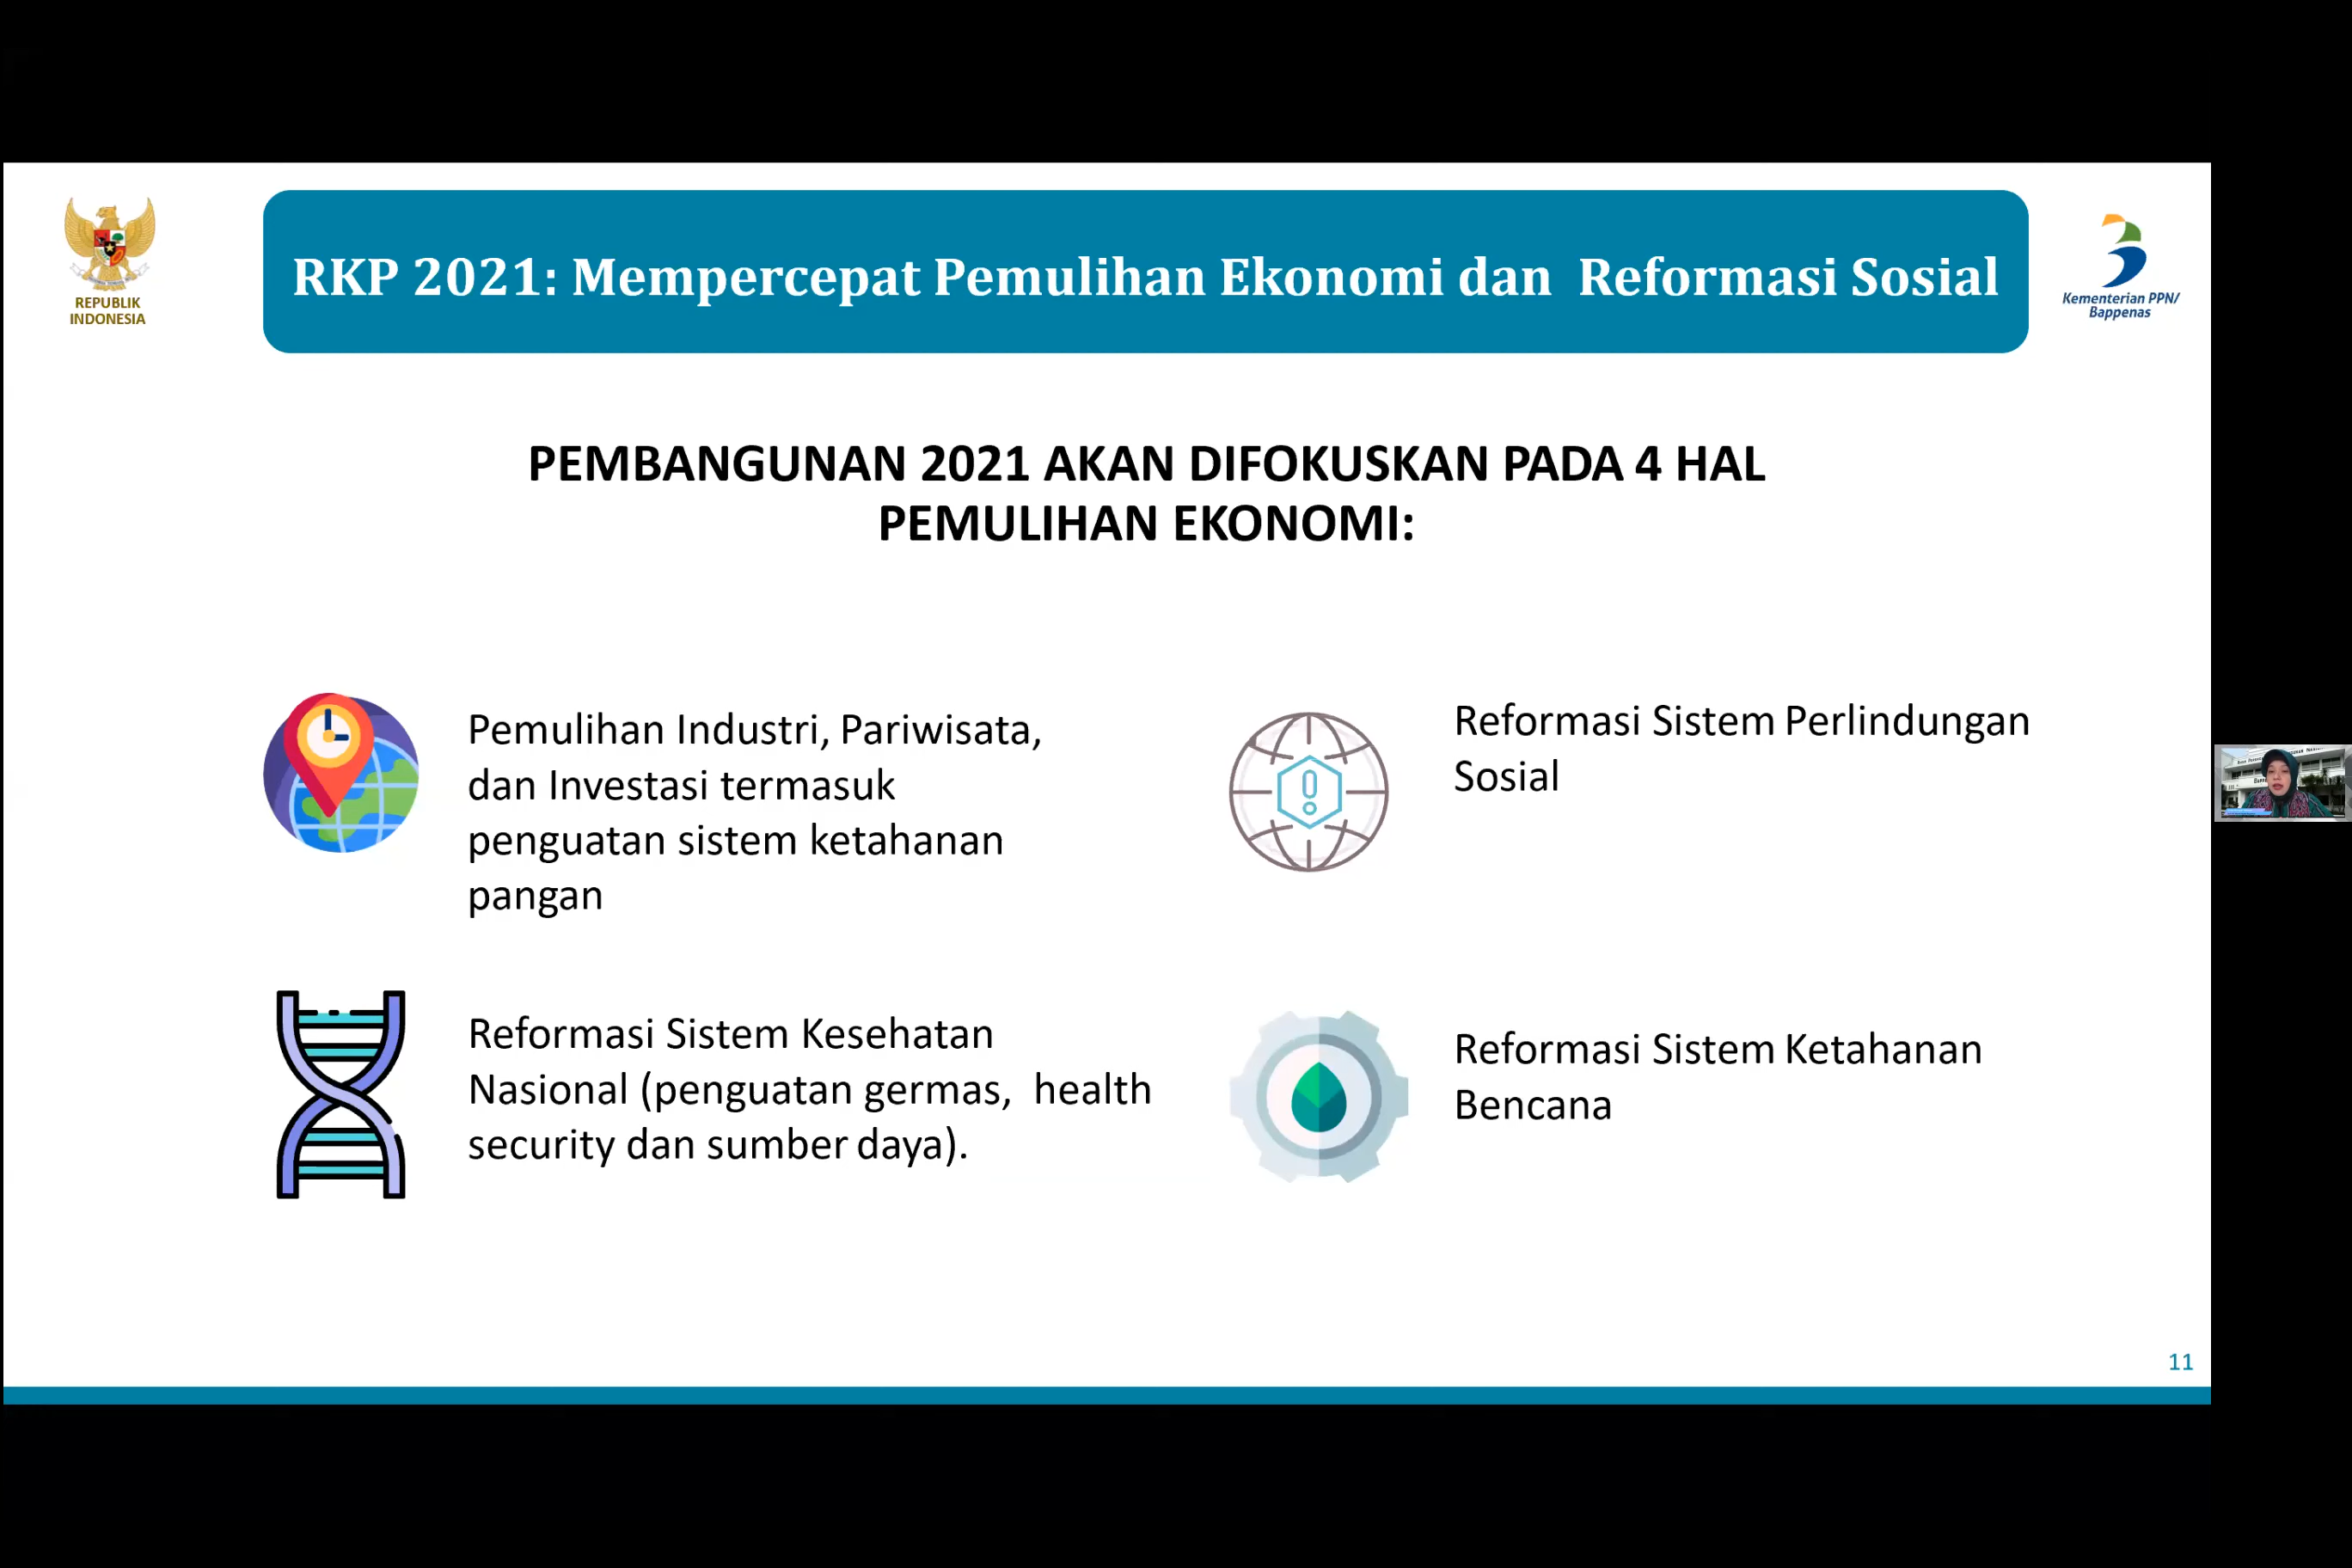 REPUBLIK
INDONESIA
RKP 2021: Mempercepat Pemulihan Ekonomi dan Reformasi Sosial
Kementerian PPN/
Bappenas
PEMBANGUNAN 2021 AKAN DIFOKUSKAN PADA 4 HAL
PEMULIHAN EKONOMI:
Pemulihan Industri, Pariwisata,
dan Investasi termasuk
penguatan sistem ketahanan
pangan
Reformasi Sistem Perlindungan
Sosial
Reformasi Sistem Kesehatan
Nasional (penguatan germas, health
security dan sumber daya).
Reformasi Sistem Ketahanan
Bencana
11